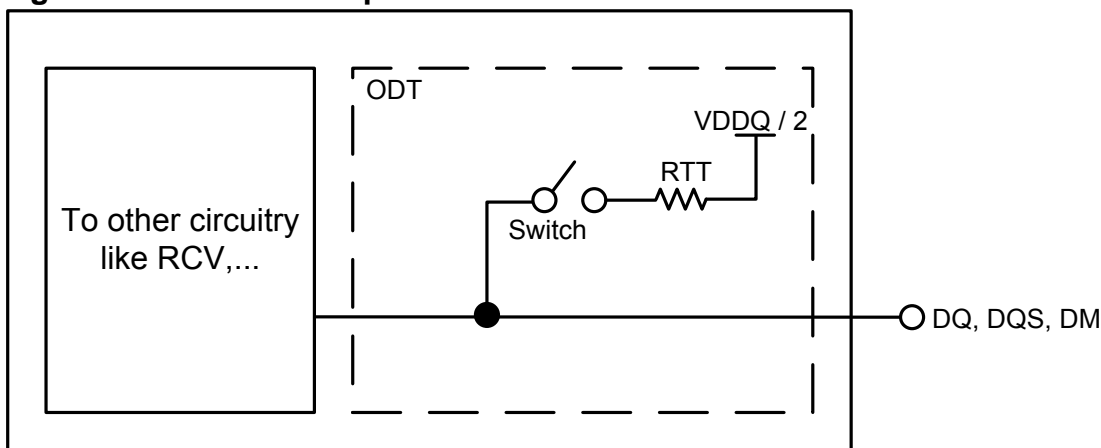 ODT
VDDQ / 2
RTT
Switch
To other circuitry
like RCV,...
DQ, DQS, DM